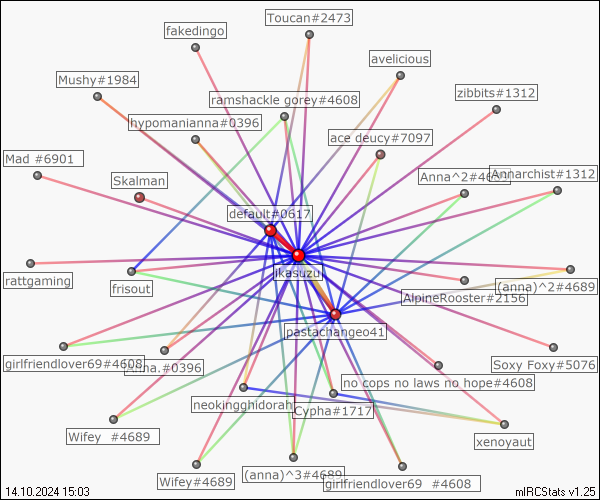 Toucan#2473
fakedingo
avelicious
Mushy#1984
zibbits#1312
ramshackle gorey#4608
hypomanianna#0396
ace deucy#7097
Mad #6901
Annarchist#1312
Anna^2#46
Skalman
default#0617
jkasuzu
rattgaming
frisout
(anna)^2#4689
AlpineRooster#2156
pastachangeo41
girlfriendlover69#4608
Anna.#0396
Soxy Foxy#5076
no cops no laws no hope#4608
neokingghidorah
Cypha#1717
Wifey #4689
xenoyaut
Wifey#4689
(anna)^3#4689
girlfriendlover69 #4608
14.10.2024 15:03
mIRCStats v1.25